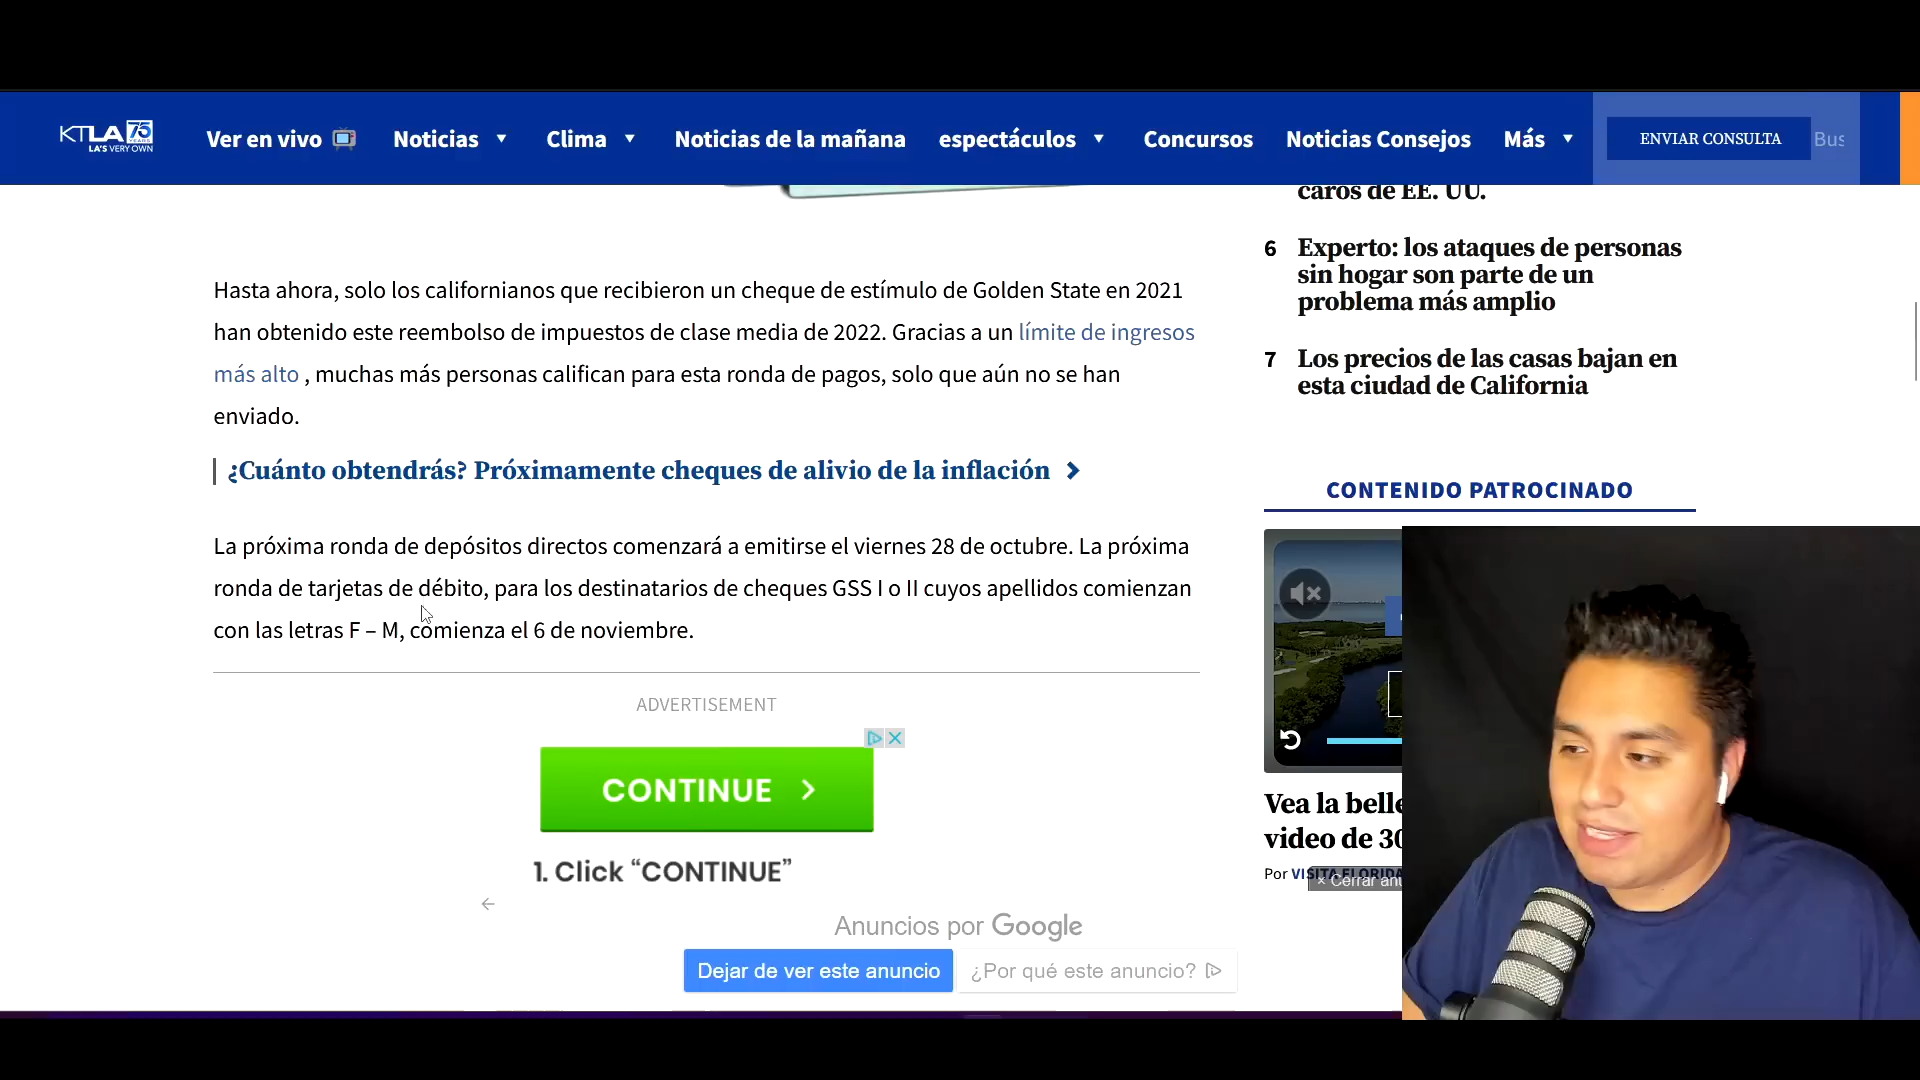 KTLA 75
LA'S VERY OWN
Ver en vivo
Noticias
Clima
Noticias de la mañana
espectáculos
Concursos
Noticias Consejos
Más
ENVIAR CONSULTA
Bus
Hasta ahora, solo los californianos que recibieron un cheque de estímulo de Golden State en 2021
han obtenido este reembolso de impuestos de clase media de 2022. Gracias a un límite de ingresos
más alto , muchas más personas califican para esta ronda de pagos, solo que aún no se han
enviado.
¿Cuánto obtendrás? Próximamente cheques de alivio de la inflación
La próxima ronda de depósitos directos comenzará a emitirse el viernes 28 de octubre. La próxima
ronda de tarjetas de débito, para los destinatarios de cheques GSS I o II cuyos apellidos comienzan
con las letras F – M, comienza el 6 de noviembre.
ADVERTISEMENT
CONTINUE
1. Click “CONTINUE”
Anuncios por Google
Dejar de ver este anuncio
¿Por qué este anuncio?
caros de EE. UU.
6 Experto: los ataques de personas
sin hogar son parte de un
problema más amplio
7 Los precios de las casas bajan en
esta ciudad de California
CONTENIDO PATROCINADO
Vea la belle
video de 30
Por VISITA FLORIDA
× Cerrar anu